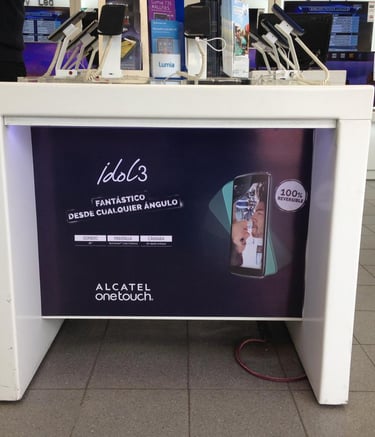 Lumia
idol3
FANTÁSTICO
DESDE CUALQUIER ÁNGULO
100%
REVERSIBLE
ALCATEL
onetouch.